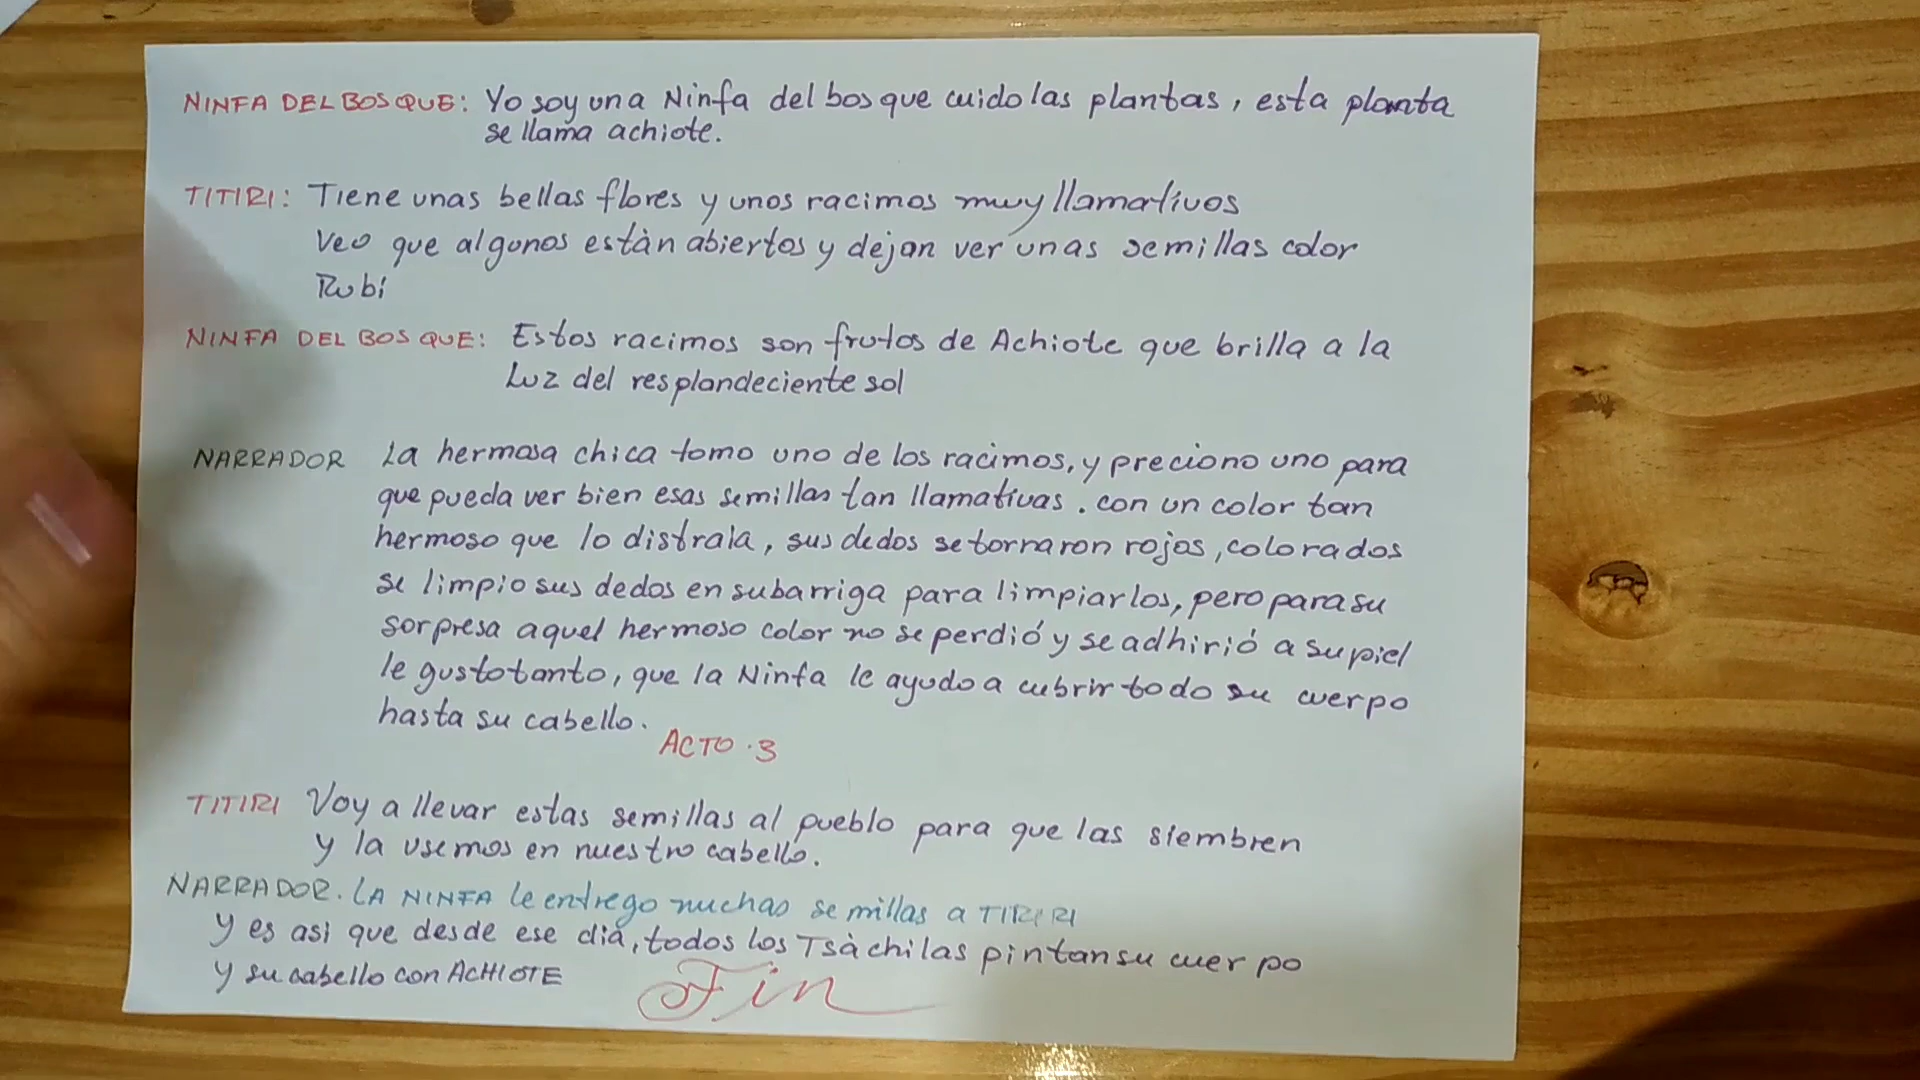 NINFA DEL BOSQUE: Yo soy una Ninfa del bosque cuido las plantas, esta planta
se llama achiote.
TITIRI: Tiene unas bellas flores y unos racimos muy llamativos
Veo que algunos están abiertos y dejan ver unas semillas color
Rubí
NINFA DEL BOSQUE: Estos racimos son frutos de Achiote que brilla a la
Luz del resplandeciente sol
NARRADOR La hermosa chica tomo uno de los racimos, y preciono uno para
que pueda ver bien esas semillas tan llamativas. con un color tan
hermoso que lo distraia, sus dedos se tornaron rojos, colorados
se limpio sus dedos en su barriga para limpiarlos, pero para su
sorpresa aquel hermoso color no se perdió y se adhirió a su piel
le gusto tanto, que la Ninfa le ayudo a cubrir todo su cuerpo
hasta su cabello.
ACTO.3
TITIRI Voy a llevar estas semillas al pueblo para que las siembren
y la usemos en nuestro cabello.
NARRADOR. LA NINFA le entrego muchas semillas a TIRIRI
y es asi que desde ese dia, todos los Tsàchilas pintan su cuerpo
y su cabello con ACHIOTE
Fin